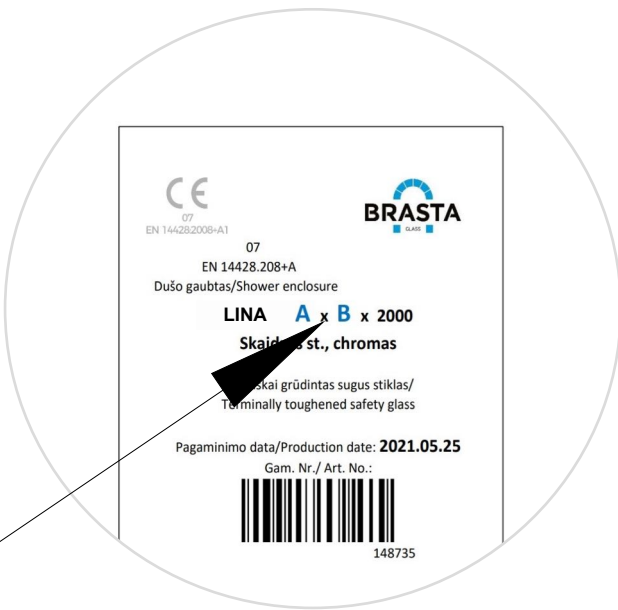 CE
07
EN 14428:2008+A1
BRASTA
GLASS
07
EN 14428.208+A
Dušo gaubtas/Shower enclosure
LINA A x B x 2000
st., chromas
grūdintas sugus stiklas/
Terminally toughened safety glass
Pagaminimo data/Production date: 2021.05.25
Gam. Nr./ Art. No.:
148735